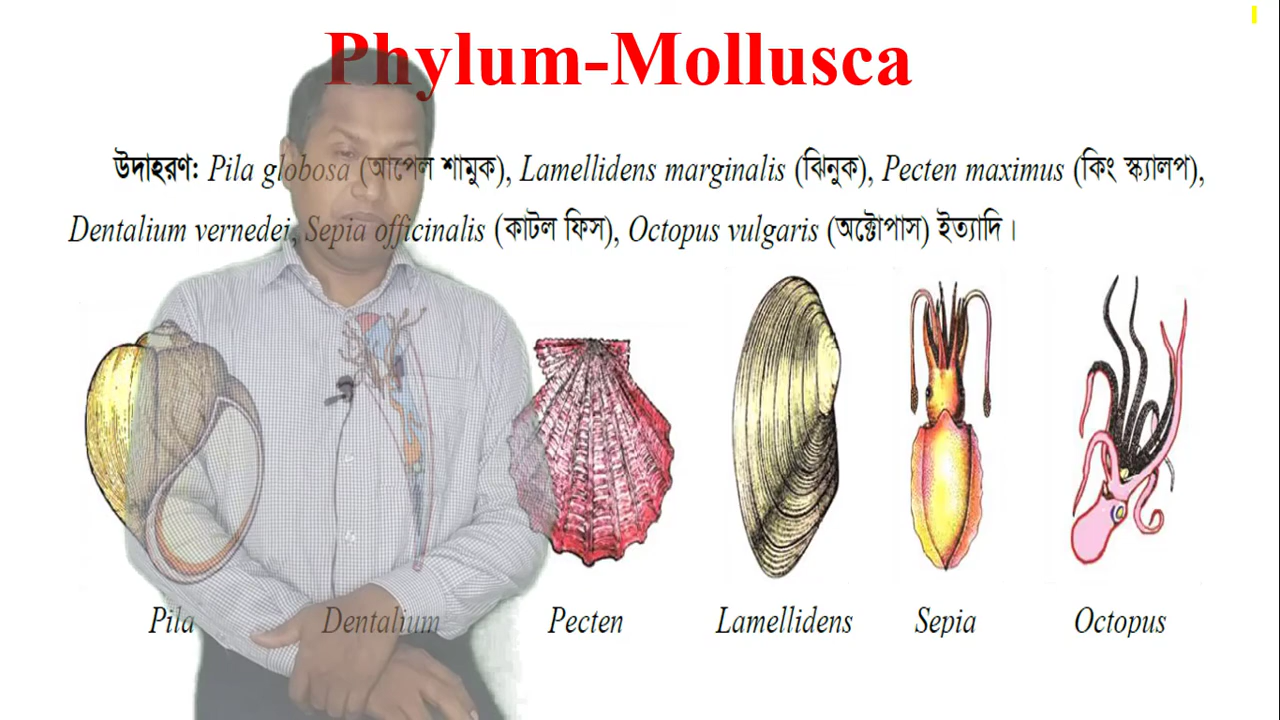 Phylum-Mollusca
উদাহরণ: Pila globosa (আপেল শামুক), Lamellidens marginalis (ঝিনুক), Pecten maximus (কিং স্ক্যালপ),
Dentalium vernedei, Sepia officinalis (কাটল ফিস), Octopus vulgaris (অক্টোপাস) ইত্যাদি।
Pila Dentalium Pecten Lamellidens Sepia Octopus